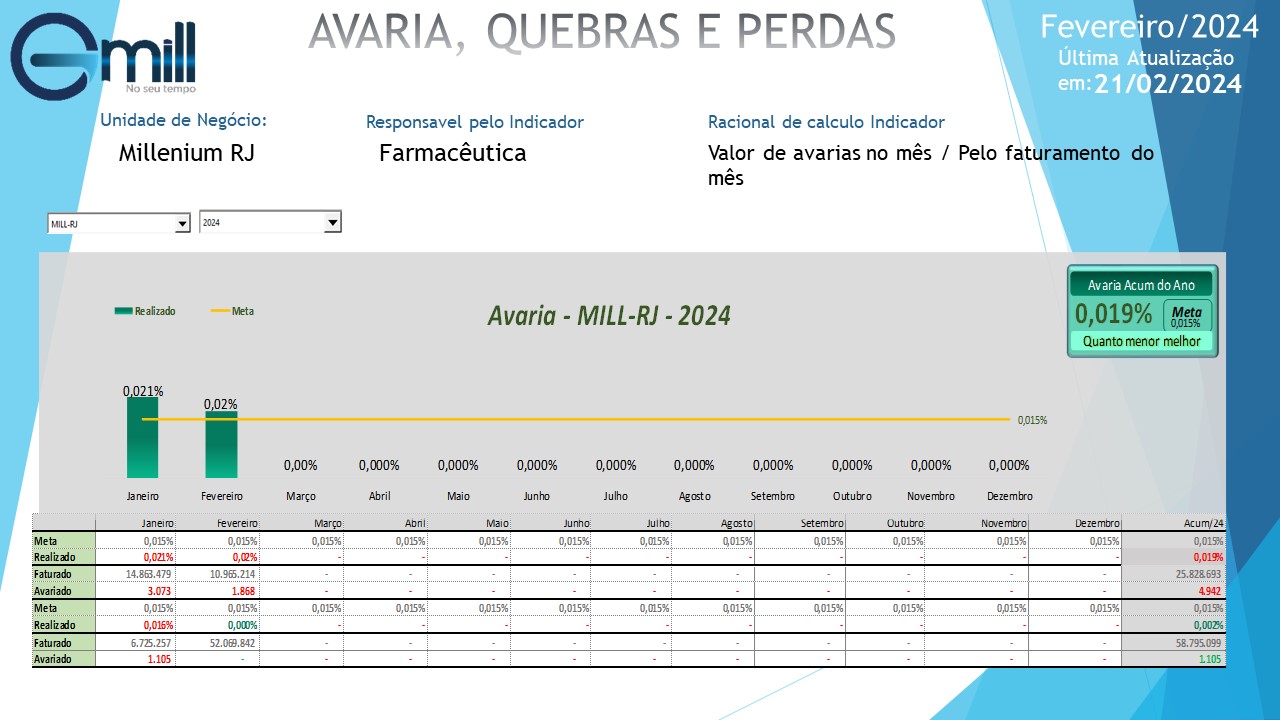 emill
No seu tempo
AVARIA, QUEBRAS E PERDAS
Fevereiro/2024
Última Atualização
em:21/02/2024
Unidade de Negócio:
Millenium RJ
Responsavel pelo Indicador
Farmacêutica
Racional de calculo Indicador
Valor de avarias no mês / Pelo faturamento do
mês
MILL-RJ
2024
Realizado Meta
Avaria - MILL-RJ - 2024
Avaria Acum do Ano
0,019%
Meta
0,015%
Quanto menor melhor
0,021% 0,02% 0,00% 0,000% 0,000% 0,000% 0,000% 0,000% 0,000% 0,000% 0,000% 0,000%
0,015%
Janeiro Fevereiro Março Abril Maio Junho Julho Agosto Setembro Outubro Novembro Dezembro
Janeiro Fevereiro Março Abril Maio Junho Julho Agosto Setembro Outubro Novembro Dezembro Acum/24
Meta 0,015% 0,015% 0,015% 0,015% 0,015% 0,015% 0,015% 0,015% 0,015% 0,015% 0,015% 0,015% 0,015%
Realizado 0,021% 0,02% - - - - - - - - - - 0,019%
Faturado 14.863.479 10.965.214 - - - - - - - - - - 25.828.693
Avariado 3.073 1.868 - - - - - - - - - - 4.942
Meta 0,015% 0,015% 0,015% 0,015% 0,015% 0,015% 0,015% 0,015% 0,015% 0,015% 0,015% 0,015% 0,015%
Realizado 0,016% 0,000% - - - - - - - - - - 0,002%
Faturado 6.725.257 52.069.842 - - - - - - - - - - 58.795.099
Avariado 1.105 - - - - - - - - - - - 1.105